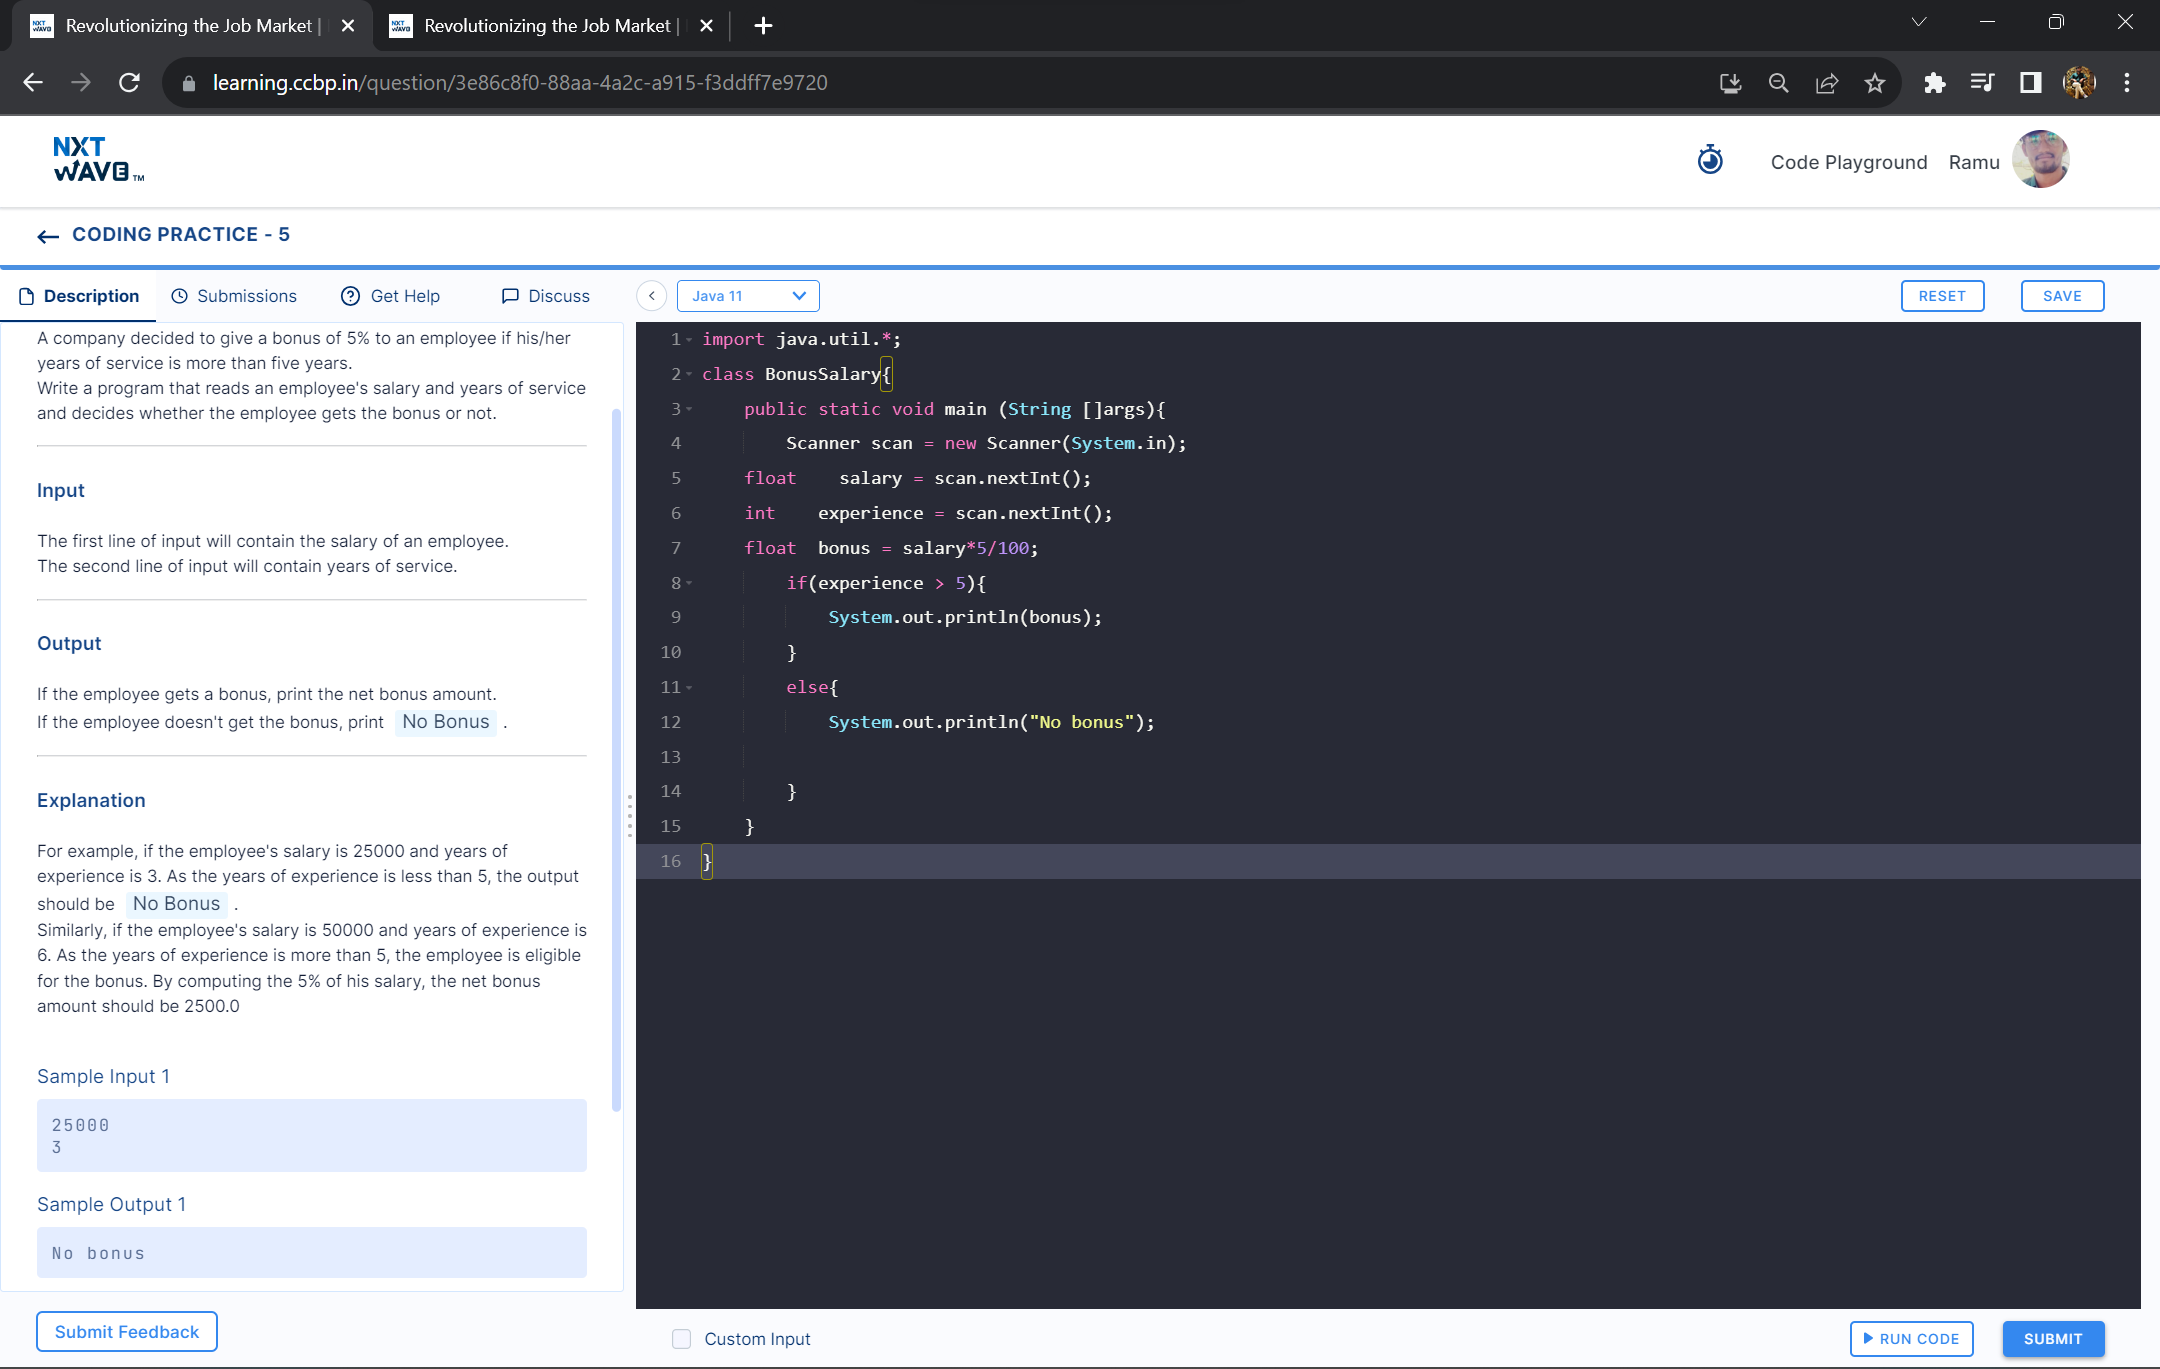 Revolutionizing the Job Market |
Revolutionizing the Job Market |
learning.ccbp.in/question/3e86c8f0-88aa-4a2c-a915-f3ddff7e9720
NXT
WAVE TM
Code Playground
Ramu
CODING PRACTICE - 5
Description
Submissions
Get Help
Discuss
Java 11
RESET
SAVE
A company decided to give a bonus of 5% to an employee if his/her
years of service is more than five years.
Write a program that reads an employee's salary and years of service
and decides whether the employee gets the bonus or not.
Input
The first line of input will contain the salary of an employee.
The second line of input will contain years of service.
Output
If the employee gets a bonus, print the net bonus amount.
If the employee doesn't get the bonus, print No Bonus .
Explanation
For example, if the employee's salary is 25000 and years of
experience is 3. As the years of experience is less than 5, the output
should be No Bonus .
Similarly, if the employee's salary is 50000 and years of experience is
6. As the years of experience is more than 5, the employee is eligible
for the bonus. By computing the 5% of his salary, the net bonus
amount should be 2500.0
Sample Input 1
25000
3
Sample Output 1
No bonus
Submit Feedback
1 import java.util.*;
2 class BonusSalary{
3 public static void main (String []args){
4 Scanner scan = new Scanner(System.in);
5 float salary = scan.nextInt();
6 int experience = scan.nextInt();
7 float bonus = salary*5/100;
8 if(experience > 5){
9 System.out.println(bonus);
10 }
11 else{
12 System.out.println("No bonus");
13
14 }
15 }
16 }
Custom Input
RUN CODE
SUBMIT